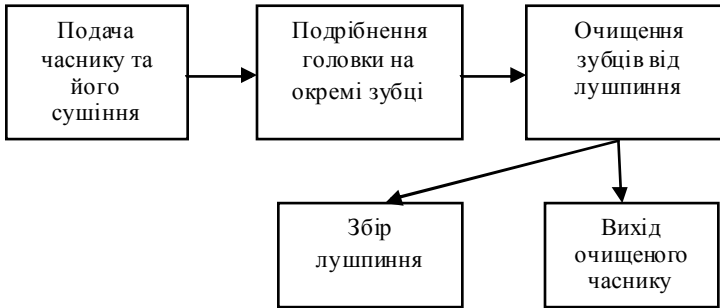 Подача
часнику та
його
сушіння
Подрібнення
головки на
окремі зубці
Очищення
зубців від
лушпиння
Збір
лушпиння
Вихід
очищеного
часнику